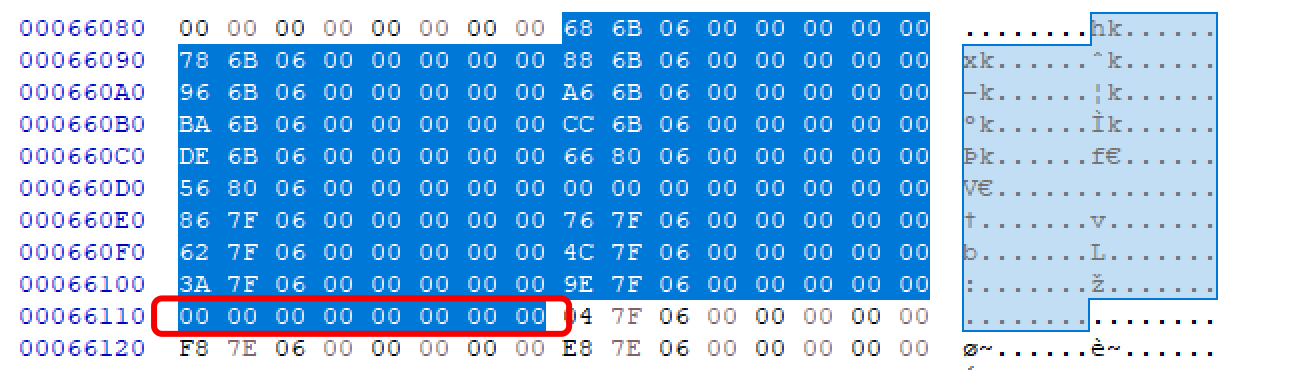 00066080 00 00 00 00 00 00 00 00 68 6B 06 00 00 00 00 00 ........hk......
00066090 78 6B 06 00 00 00 00 00 88 6B 06 00 00 00 00 00 xk......ˆk......
000660A0 96 6B 06 00 00 00 00 00 A6 6B 06 00 00 00 00 00 –k......¦k......
000660B0 BA 6B 06 00 00 00 00 00 CC 6B 06 00 00 00 00 00 ºk......Ìk......
000660C0 DE 6B 06 00 00 00 00 00 66 80 06 00 00 00 00 00 Þk......f€......
000660D0 56 80 06 00 00 00 00 00 00 00 00 00 00 00 00 00 V€..............
000660E0 86 7F 06 00 00 00 00 00 76 7F 06 00 00 00 00 00 †.......v.......
000660F0 62 7F 06 00 00 00 00 00 4C 7F 06 00 00 00 00 00 b.......L.......
00066100 3A 7F 06 00 00 00 00 00 9E 7F 06 00 00 00 00 00 :.......ž.......
00066110 00 00 00 00 00 00 00 00 04 7F 06 00 00 00 00 00 ................
00066120 F8 7E 06 00 00 00 00 00 E8 7E 06 00 00 00 00 00 ø~......è~......